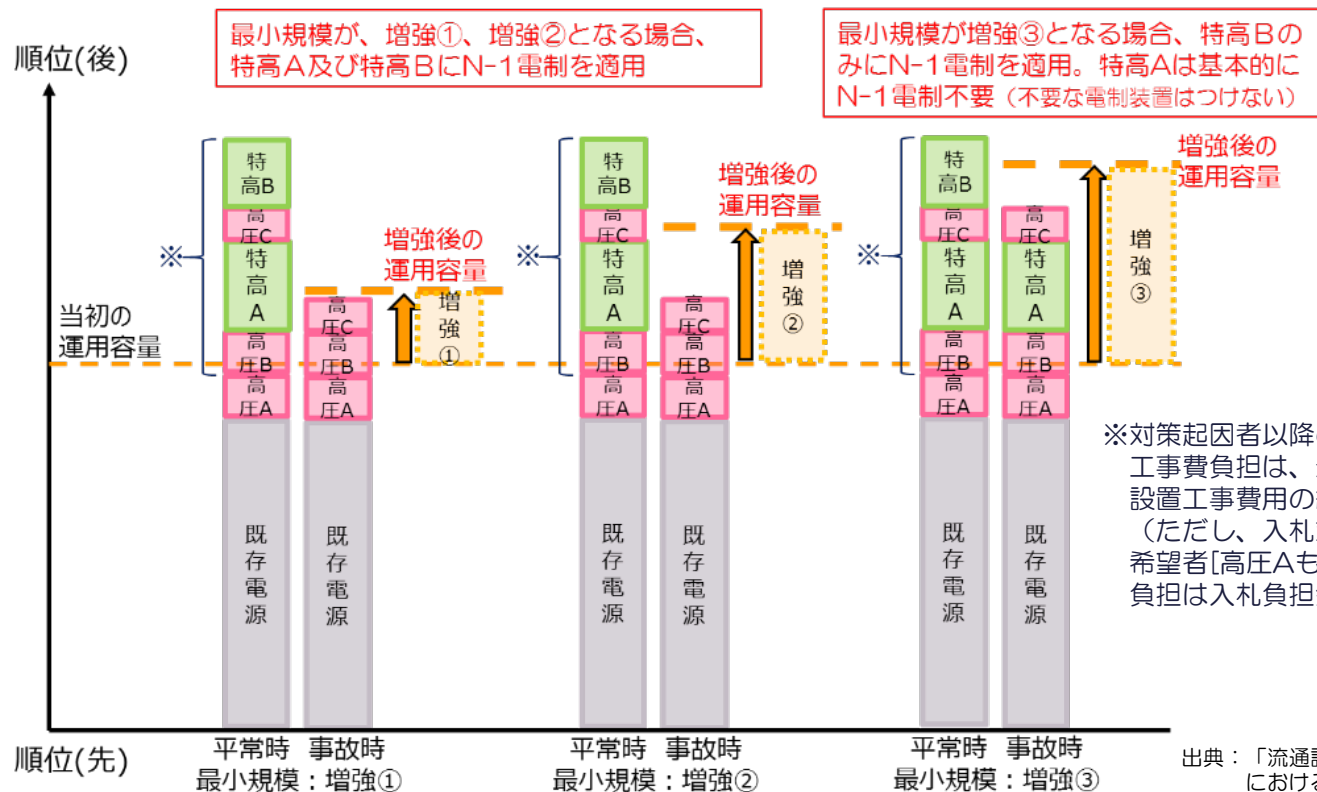 最小規模が、増強①、増強②となる場合、
特高A及び特高BにN-1電制を適用
最小規模が増強③となる場合、特高Bの
みにN-1電制を適用。特高Aは基本的に
N-1電制不要（不要な電制装置はつけない）
順位(後)
特
高B
高
圧C
特
高
A
高
圧B
高
圧A
既
存
電
源
※
高
圧C
高
圧B
高
圧A
既
存
電
源
増強後の
運用容量
増
強
①
当初の
運用容量
特
高B
高
圧C
特
高
A
高
圧B
高
圧A
既
存
電
源
※
高
圧C
高
圧B
高
圧A
既
存
電
源
増強後の
運用容量
増
強
②
特
高B
高
圧C
特
高
A
高
圧B
高
圧A
既
存
電
源
※
高
圧C
特
高
A
高
圧B
高
圧A
既
存
電
源
増強後の
運用容量
増
強
③
※対策起因者以降
工事費負担は、
設置工事費用の
（ただし、入札
希望者[高圧Aも
負担は入札負担
順位(先)
平常時 事故時
最小規模：増強①
平常時 事故時
最小規模：増強②
平常時 事故時
最小規模：増強③
出典：「流通設
における